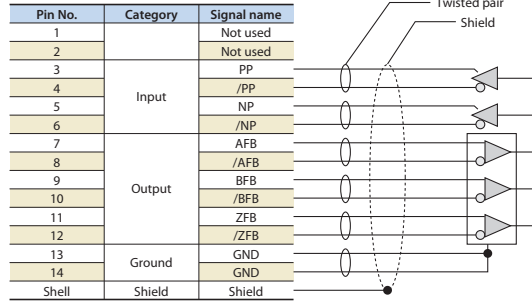 Twisted pair
Shield
Pin No. Category Signal name
1 Not used
2 Not used
3 PP
4 /PP
Input
5 NP
6 /NP
7 AFB
8 /AFB
9 BFB
Output
10 /BFB
11 ZFB
12 /ZFB
13 GND
Ground
14 GND
Shell Shield Shield